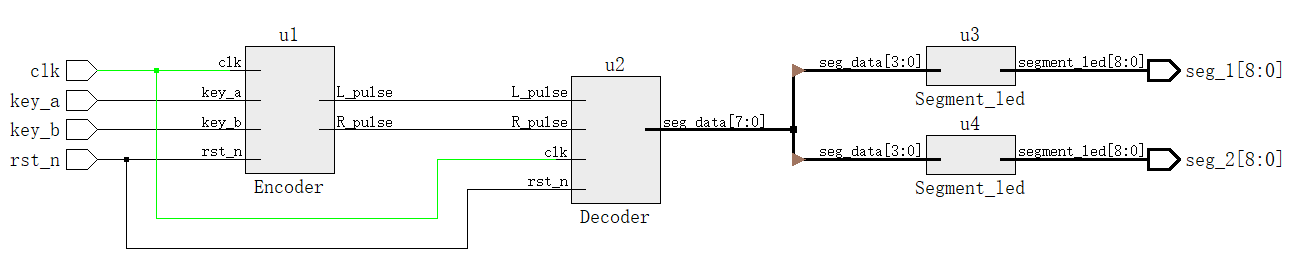 u1
u3
u2
u4
clk
key_a
key_b
rst_n
clk
key_a
key_b
rst_n
L_pulse
R_pulse
Encoder
L_pulse
R_pulse
clk
rst_n
seg_data[7:0]
Decoder
seg_data[3:0]
segment_led[8:0]
seg_1[8:0]
Segment_led
seg_data[3:0]
segment_led[8:0]
seg_2[8:0]
Segment_led